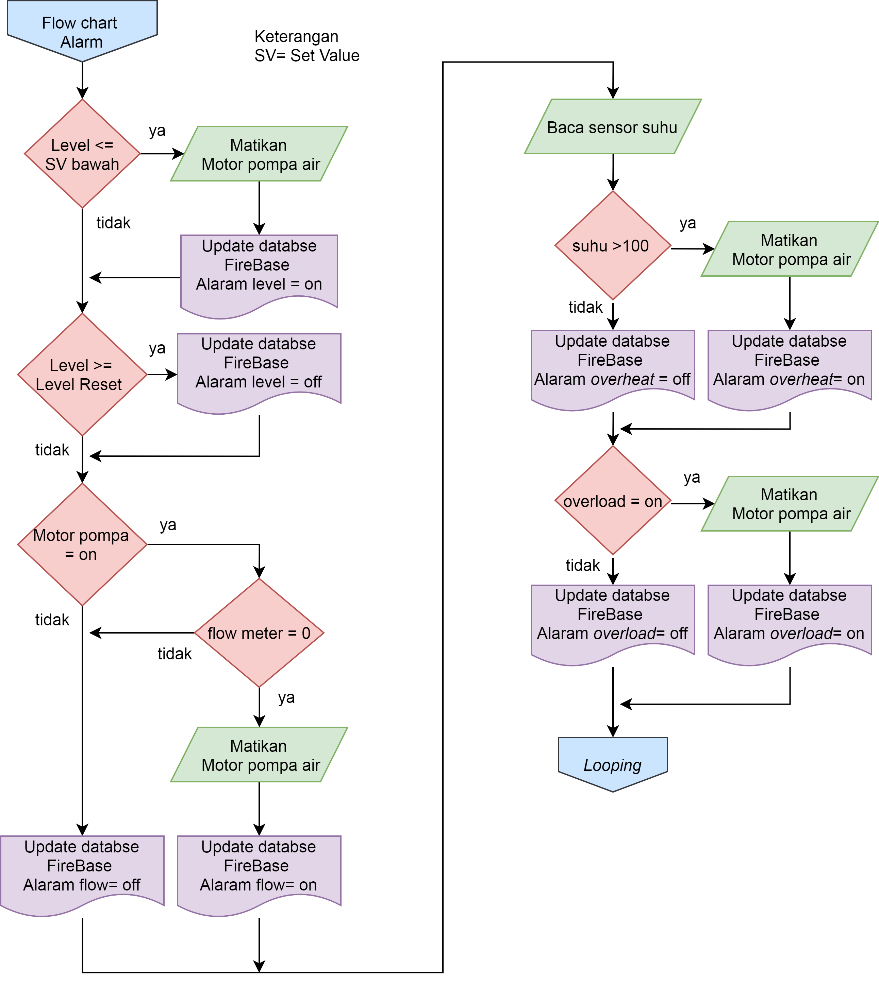 Flow chart
Alarm
Keterangan
SV= Set Value
Level <=
SV bawah
ya
Matikan
Motor pompa air
tidak
Update databse
FireBase
Alaram level = on
Level >=
Level Reset
ya
Update databse
FireBase
Alaram level = off
tidak
Motor pompa
= on
ya
tidak
flow meter = 0
tidak
ya
Matikan
Motor pompa air
Update databse
FireBase
Alaram flow= off
Update databse
FireBase
Alaram flow= on
Baca sensor suhu
suhu >100
ya
Matikan
Motor pompa air
tidak
Update databse
FireBase
Alaram overheat = off
Update databse
FireBase
Alaram overheat= on
overload = on
ya
Matikan
Motor pompa air
tidak
Update databse
FireBase
Alaram overload= off
Update databse
FireBase
Alaram overload= on
Looping